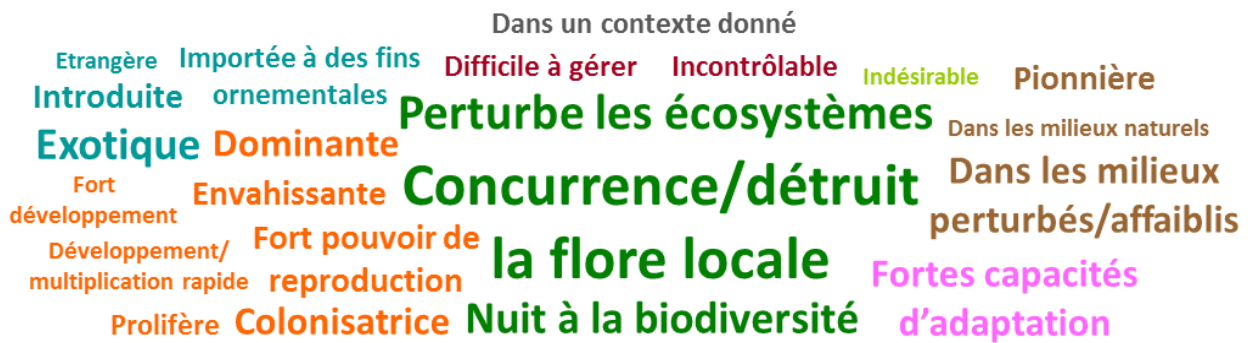 Dans un contexte donné
Etrangère
Importée à des fins
ornementales
Difficile à gérer
Incontrôlable
Indésirable
Pionnière
Introduite
Perturbe les écosystèmes
Dans les milieux naturels
Exotique
Dominante
Dans les milieux
perturbés/affaiblis
Fort
développement
Envahissante
Concurrence/détruit
la flore locale
Développement/
multiplication rapide
Fort pouvoir de
reproduction
Fortes capacités
d’adaptation
Prolifère
Colonisatrice
Nuit à la biodiversité